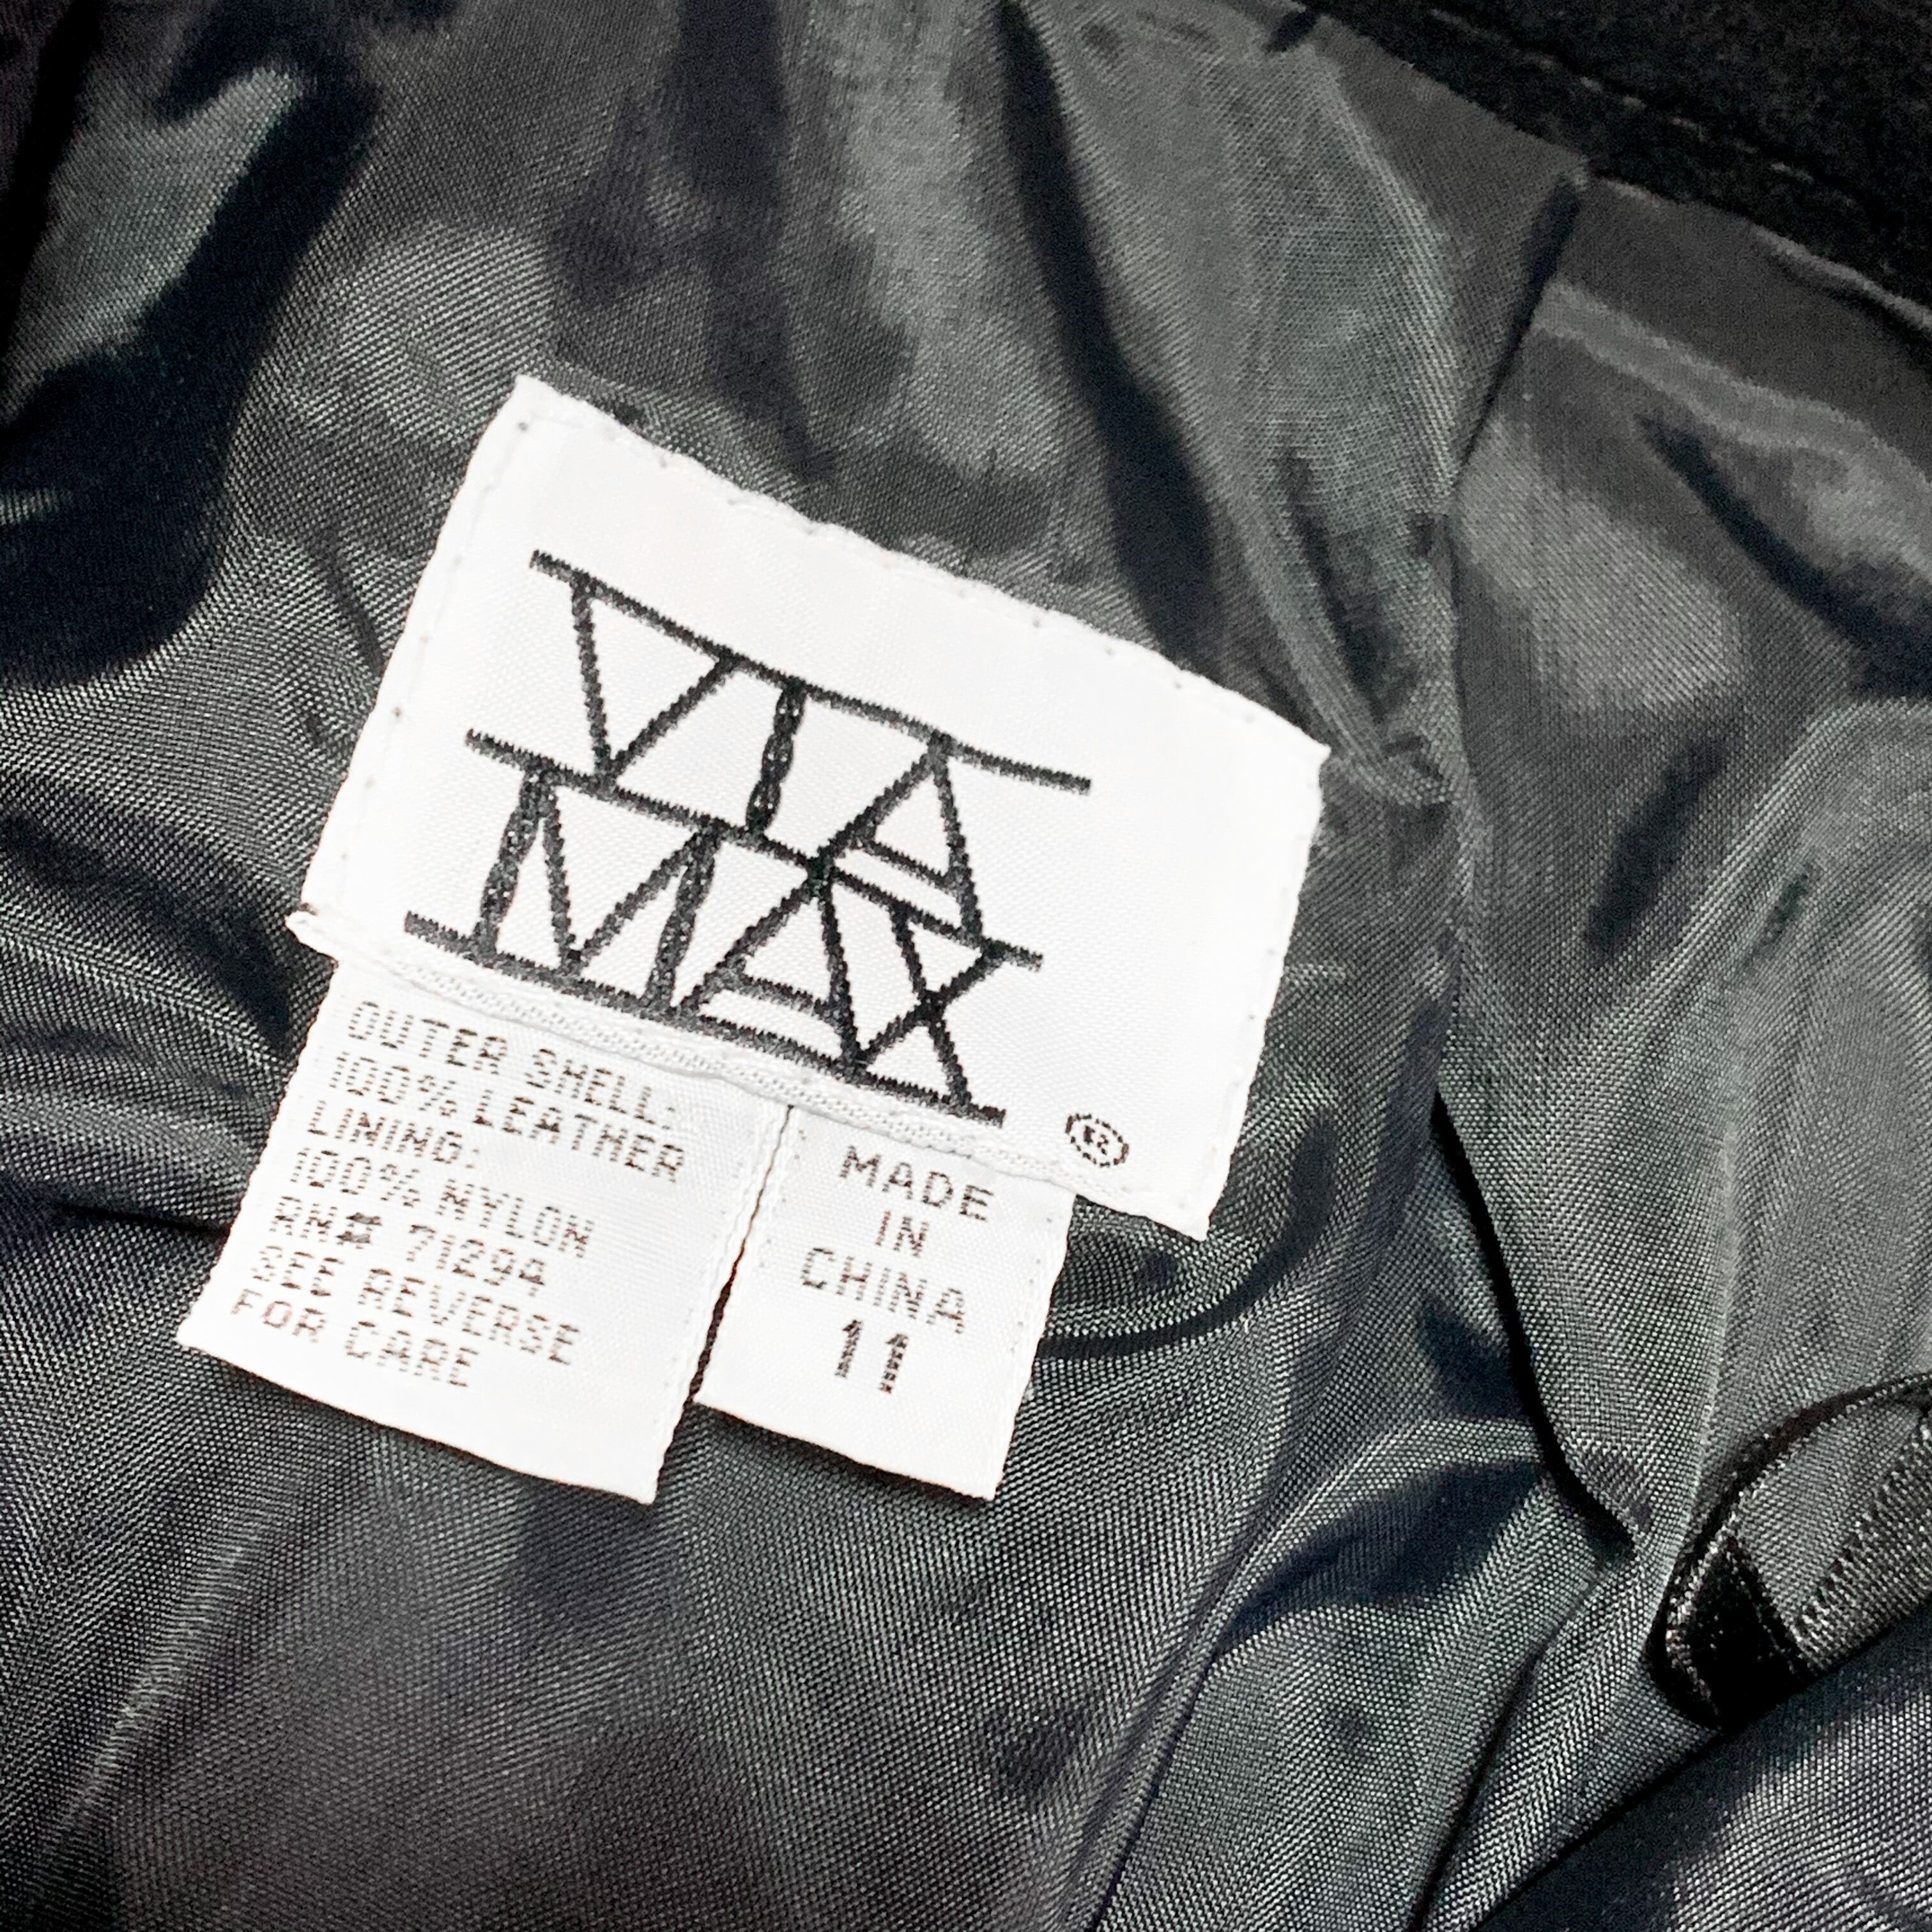 VIA
MAX
®
OUTER SHELL:
100% LEATHER
LINING:
100% NYLON
RN# 71294
SEE REVERSE
FOR CARE
MADE
IN
CHINA
11